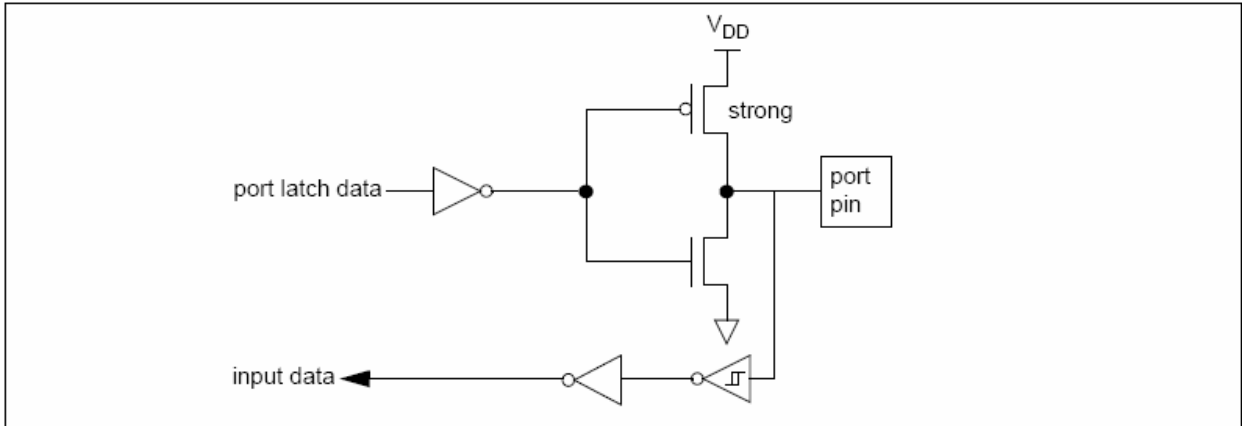 VDD
strong
port latch data
port
pin
input data